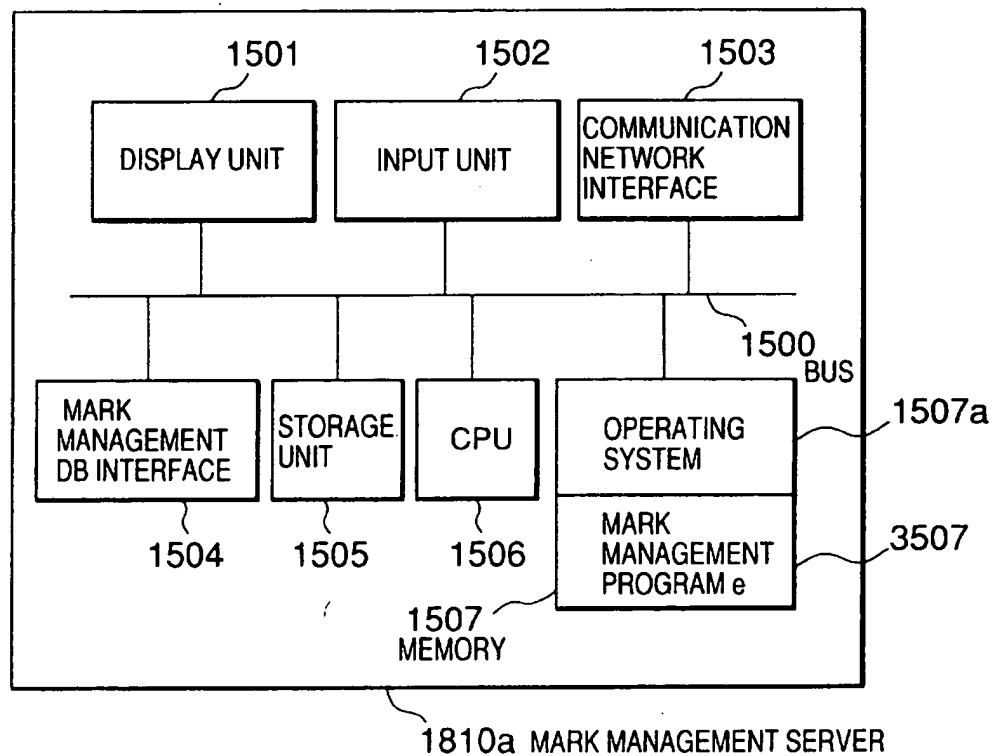 1501
1502
1503
DISPLAY UNIT
INPUT UNIT
COMMUNICATION
NETWORK
INTERFACE
1500
BUS
MARK
MANAGEMENT
DB INTERFACE
STORAGE
UNIT
CPU
OPERATING
SYSTEM
1507a
MARK
MANAGEMENT
PROGRAM e
3507
1504
1505
1506
1507
MEMORY
1810a MARK MANAGEMENT SERVER